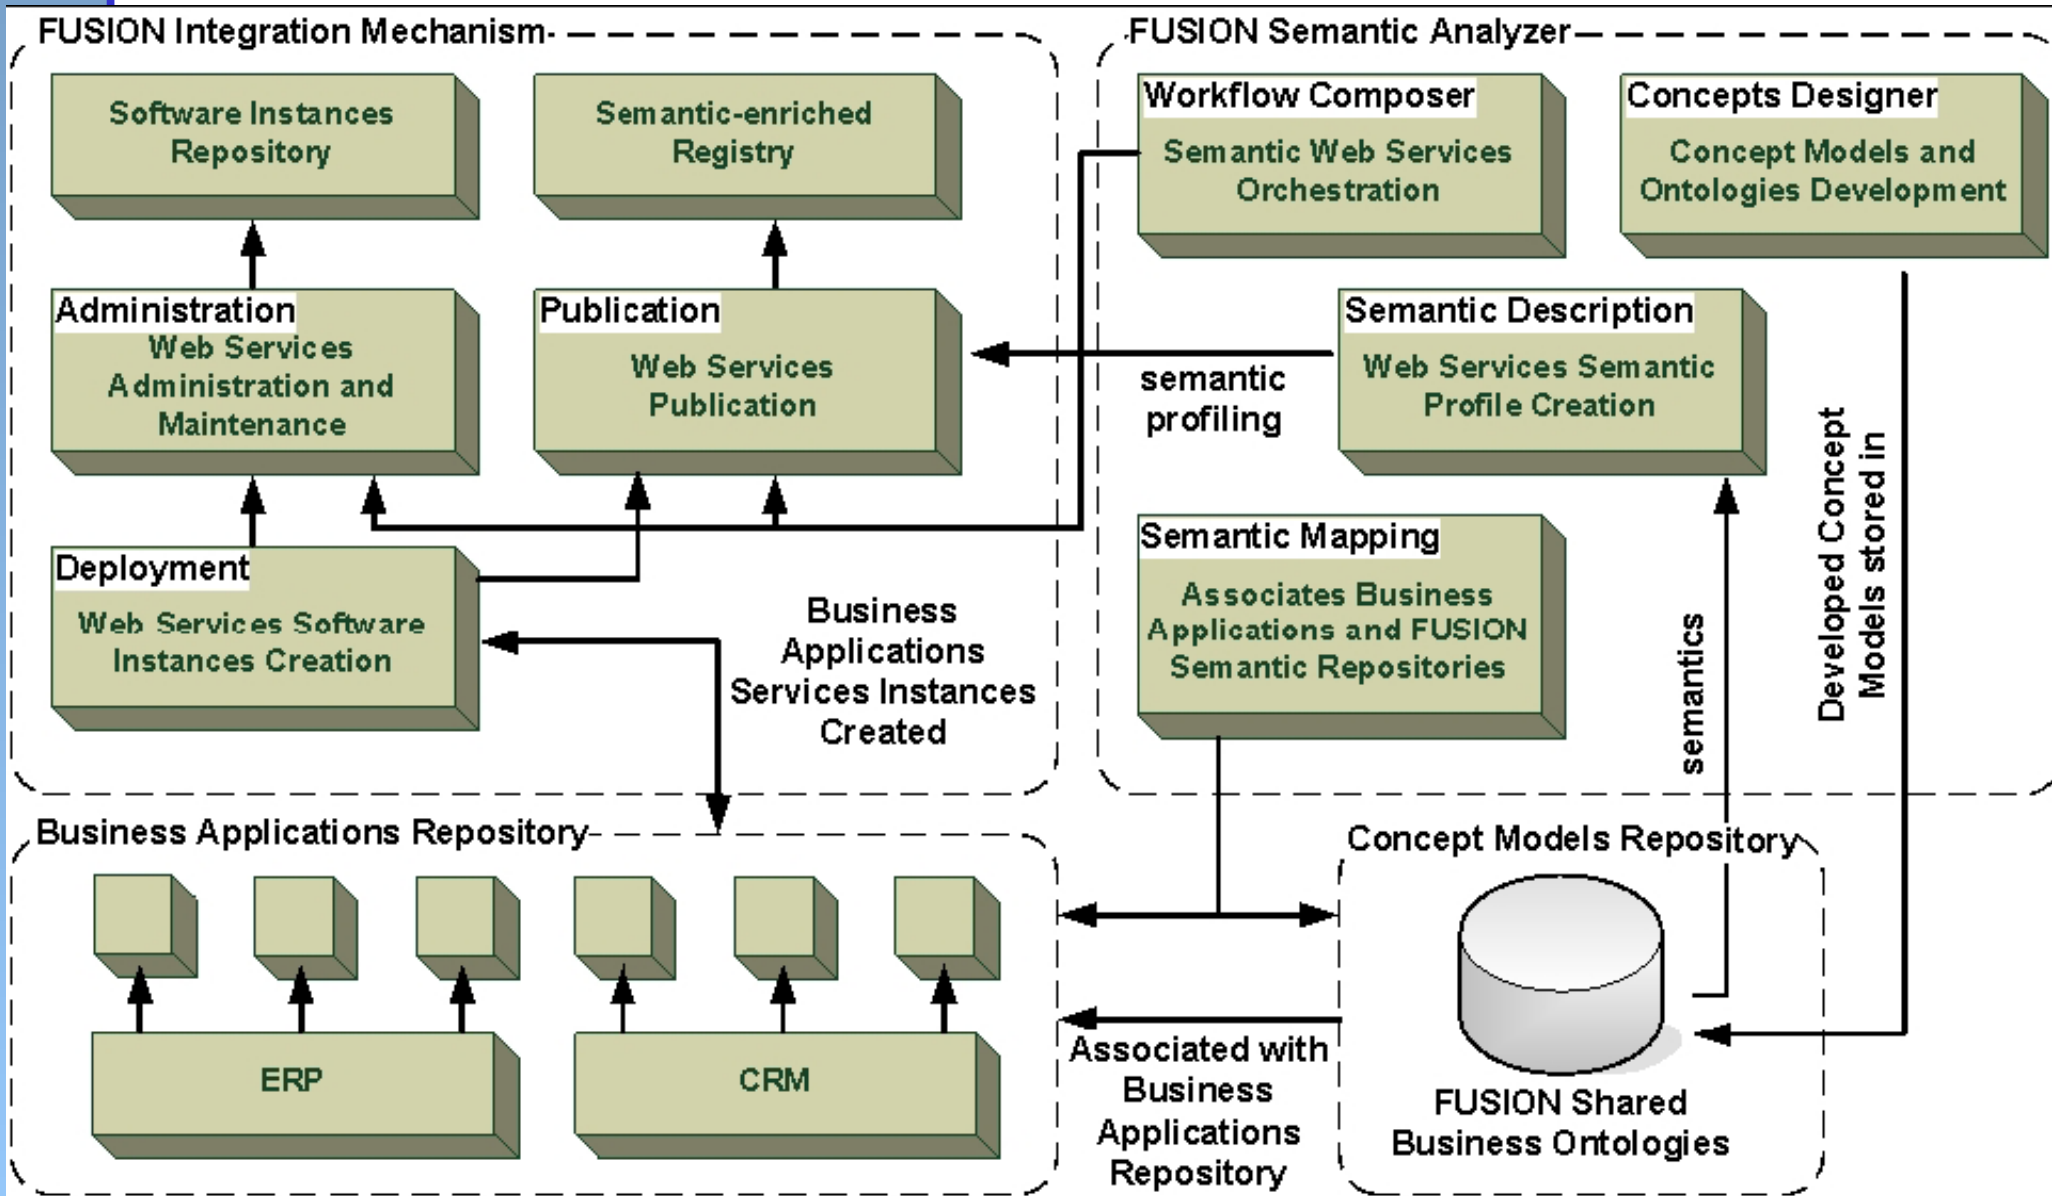 FUSION Integration Mechanism
Software Instances
Repository
Semantic-enriched
Registry
Administration
Web Services
Administration and
Maintenance
Publication
Web Services
Publication
Deployment
Web Services Software
Instances Creation
Business
Applications
Services Instances
Created
FUSION Semantic Analyzer
Workflow Composer
Semantic Web Services
Orchestration
Concepts Designer
Concept Models and
Ontologies Development
Semantic Description
Web Services Semantic
Profile Creation
semantic
profiling
Semantic Mapping
Associates Business
Applications and FUSION
Semantic Repositories
semantics
Developed Concept
Models stored in
Business Applications Repository
ERP
CRM
Associated with
Business
Applications
Repository
Concept Models Repository
FUSION Shared
Business Ontologies